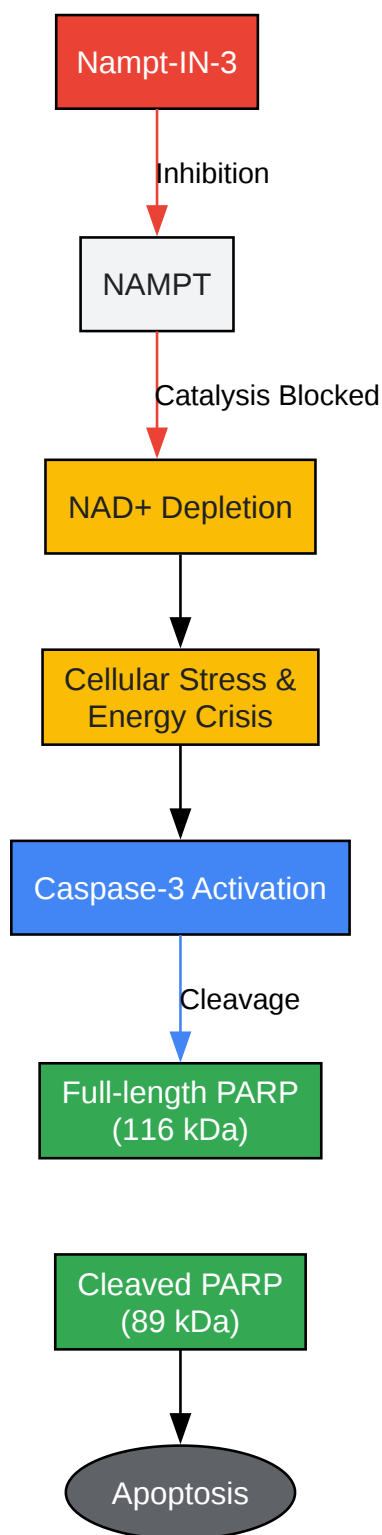 Nampt-IN-3
Inhibition
NAMPT
Catalysis Blocked
NAD+ Depletion
Cellular Stress &
Energy Crisis
Caspase-3 Activation
Cleavage
Full-length PARP
(116 kDa)
Cleaved PARP
(89 kDa)
Apoptosis